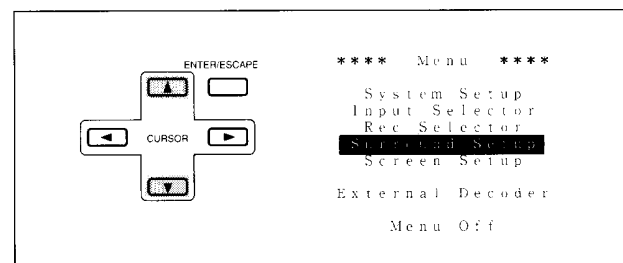 ENTER/ESCAPE
CURSOR
**** Menu ****
System Setup
Input Selector
Rec Selector
Surround Setup
Screen Setup
External Decoder
Menu Off